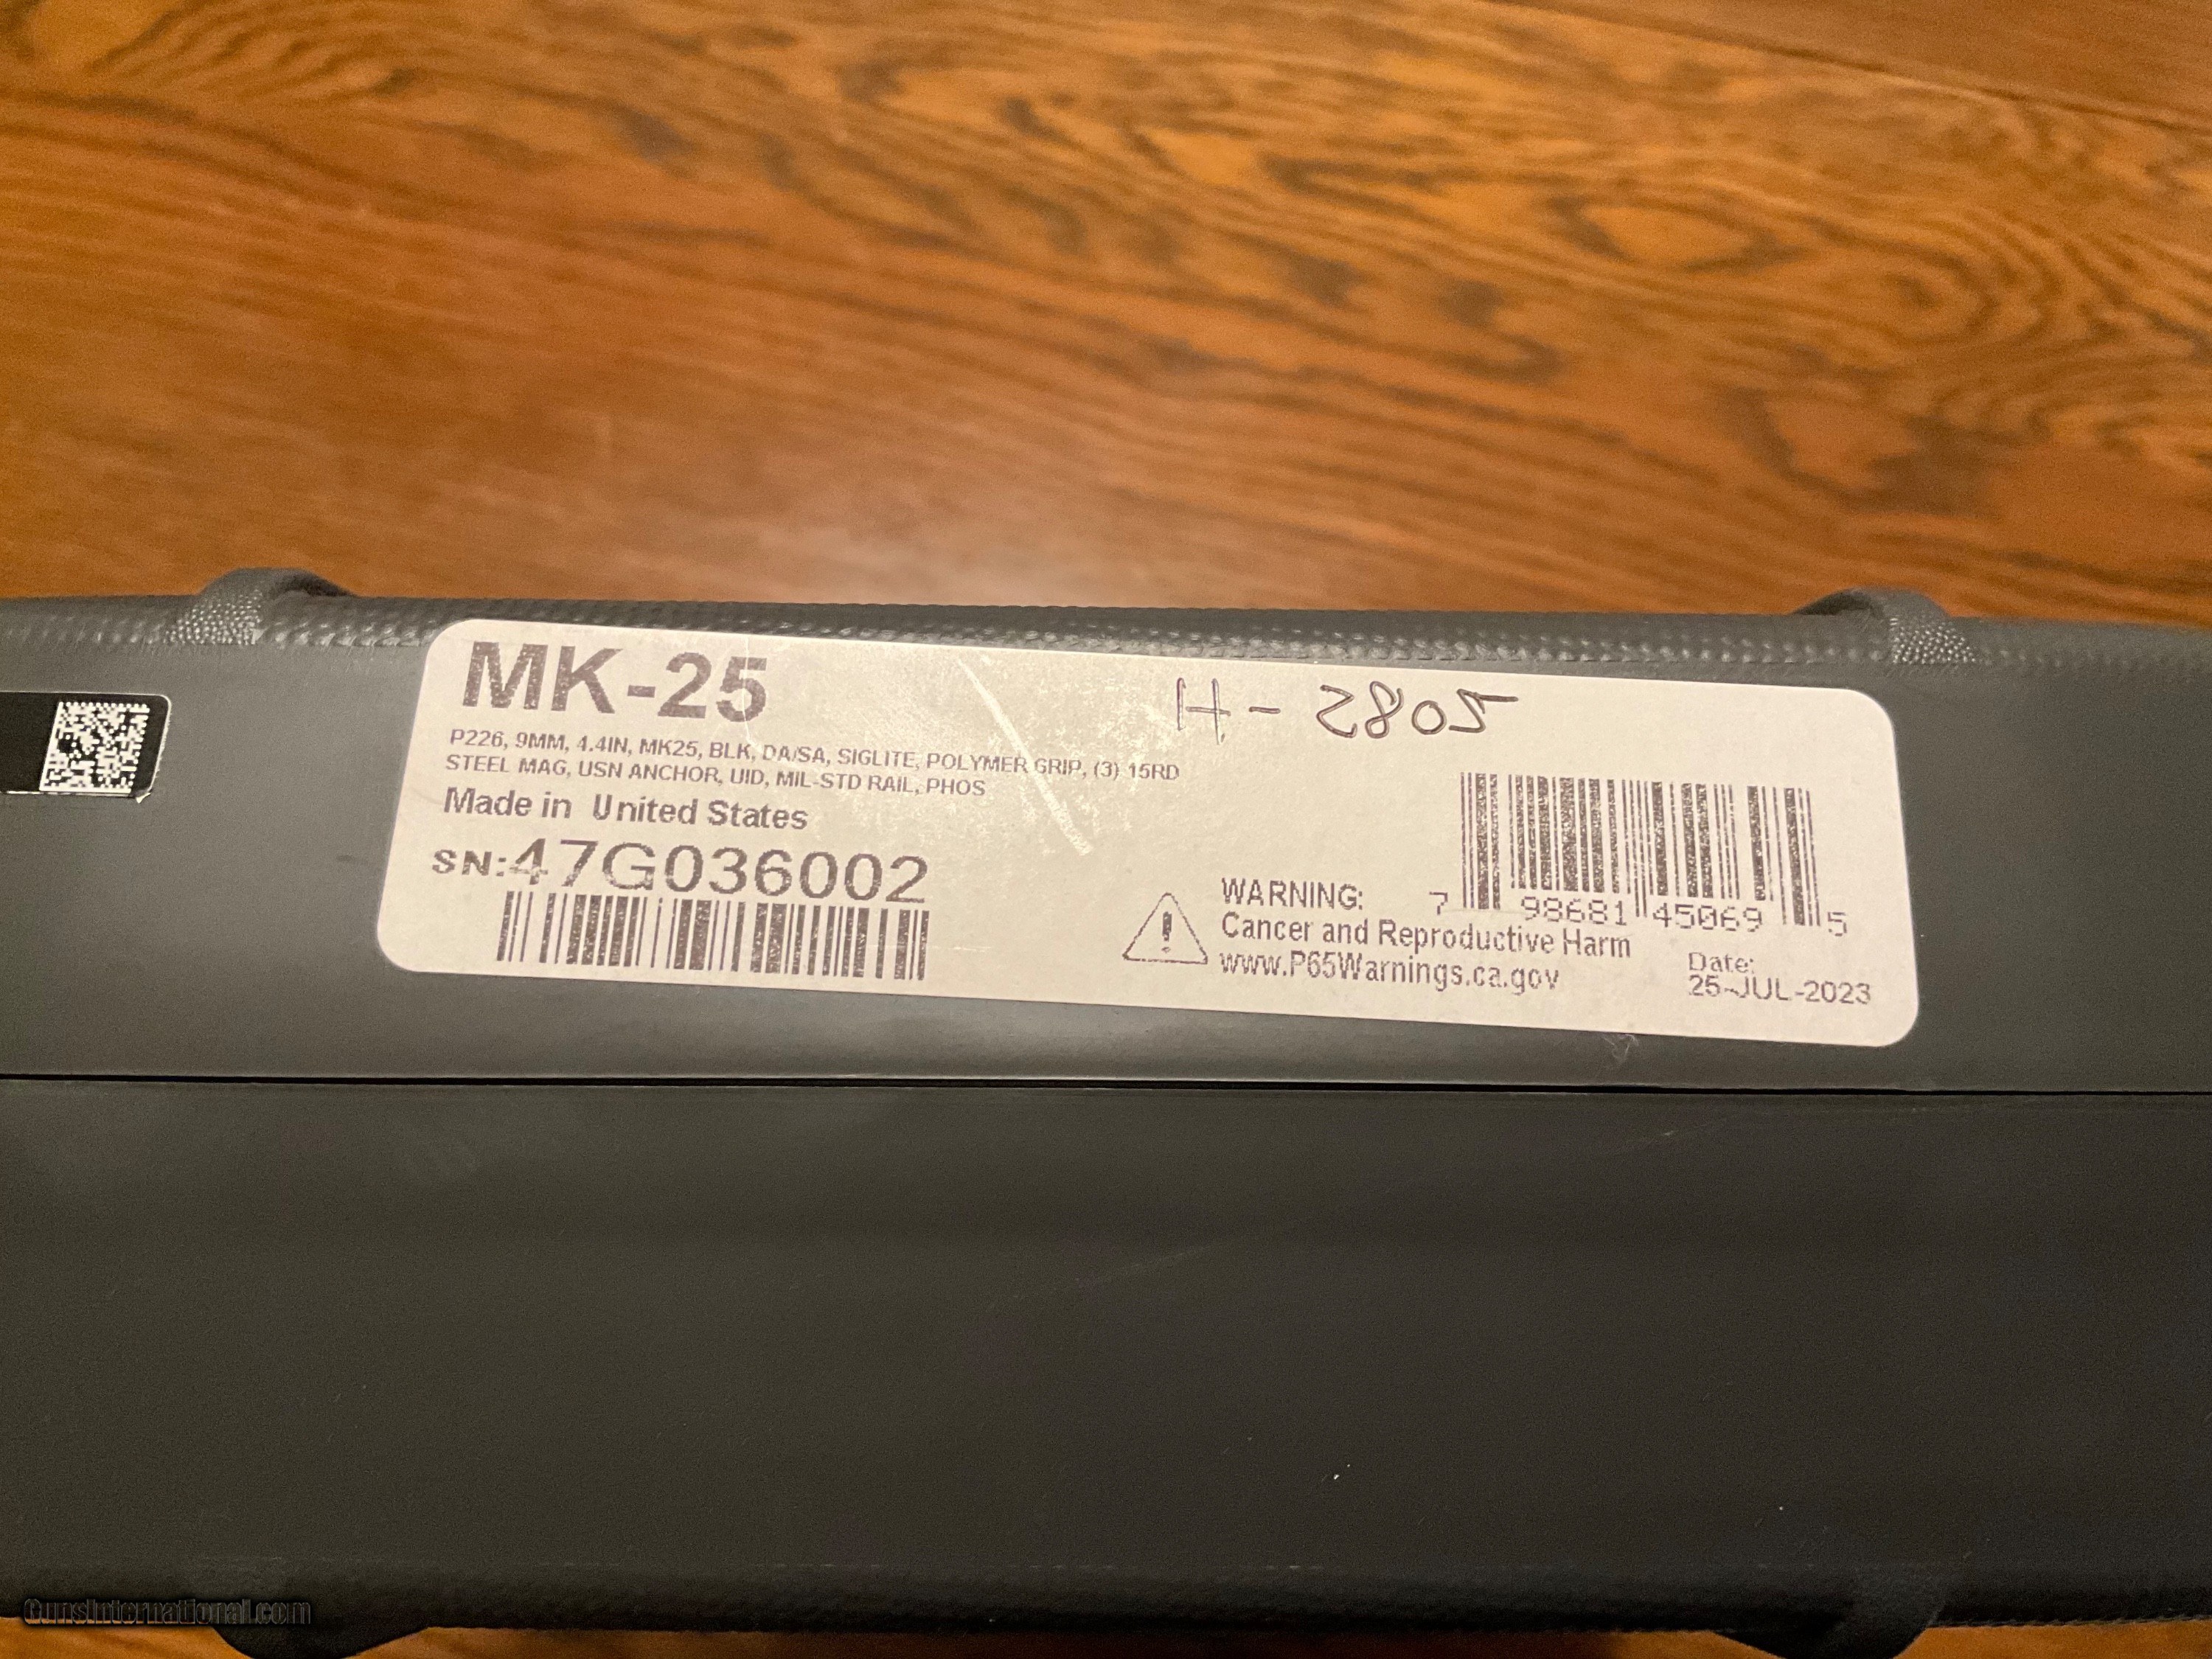 MK-25
H-2805
P226, 9MM, 4.4IN, MK25, BLK, DA/SA, SIGLITE, POLYMER GRIP, (3) 15RD
STEEL MAG, USN ANCHOR, UID, MIL-STD RAIL, PHOS
Made in United States
SN:47G036002
WARNING:
Cancer and Reproductive Harm
www.P65Warnings.ca.gov
7 98681 45069 5
Date:
25-JUL-2023
GunsInternational.com